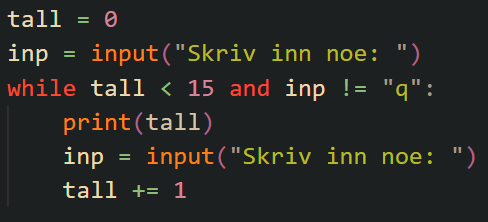 tall = 0
inp = input("Skriv inn noe: ")
while tall < 15 and inp != "q":
    print(tall)
    inp = input("Skriv inn noe: ")
    tall += 1